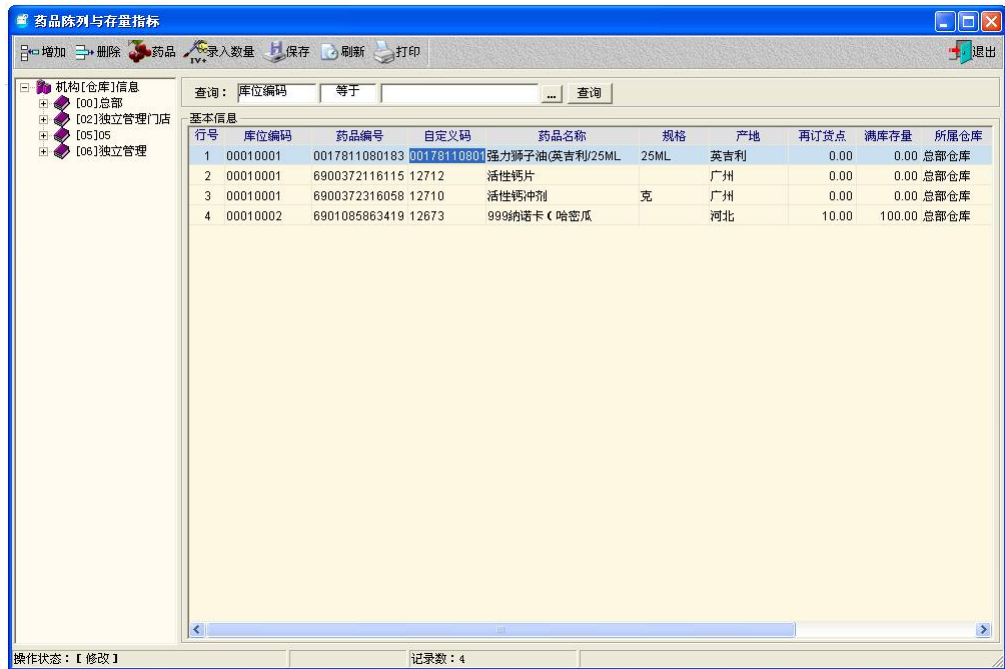 药品陈列与存量指标
增加 删除 药品 录入数量 保存 刷新 打印 退出
机构[仓库]信息
[00]总部
[02]独立管理门店
[05]05
[06]独立管理
查询： 库位编码 等于 ... 查询
基本信息
行号 库位编码 药品编号 自定义码 药品名称 规格 产地 再订货点 满库存量 所属仓库
1 00010001 0017811080183 00178110801 强力狮子油(英吉利/25ML 25ML 英吉利 0.00 0.00 总部仓库
2 00010001 6900372116115 12712 活性钙片 广州 0.00 0.00 总部仓库
3 00010001 6900372316058 12710 活性钙冲剂 克 广州 0.00 0.00 总部仓库
4 00010002 6901085863419 12673 999纳诺卡（哈密瓜 河北 10.00 100.00 总部仓库
操作状态：【修改】 记录数：4